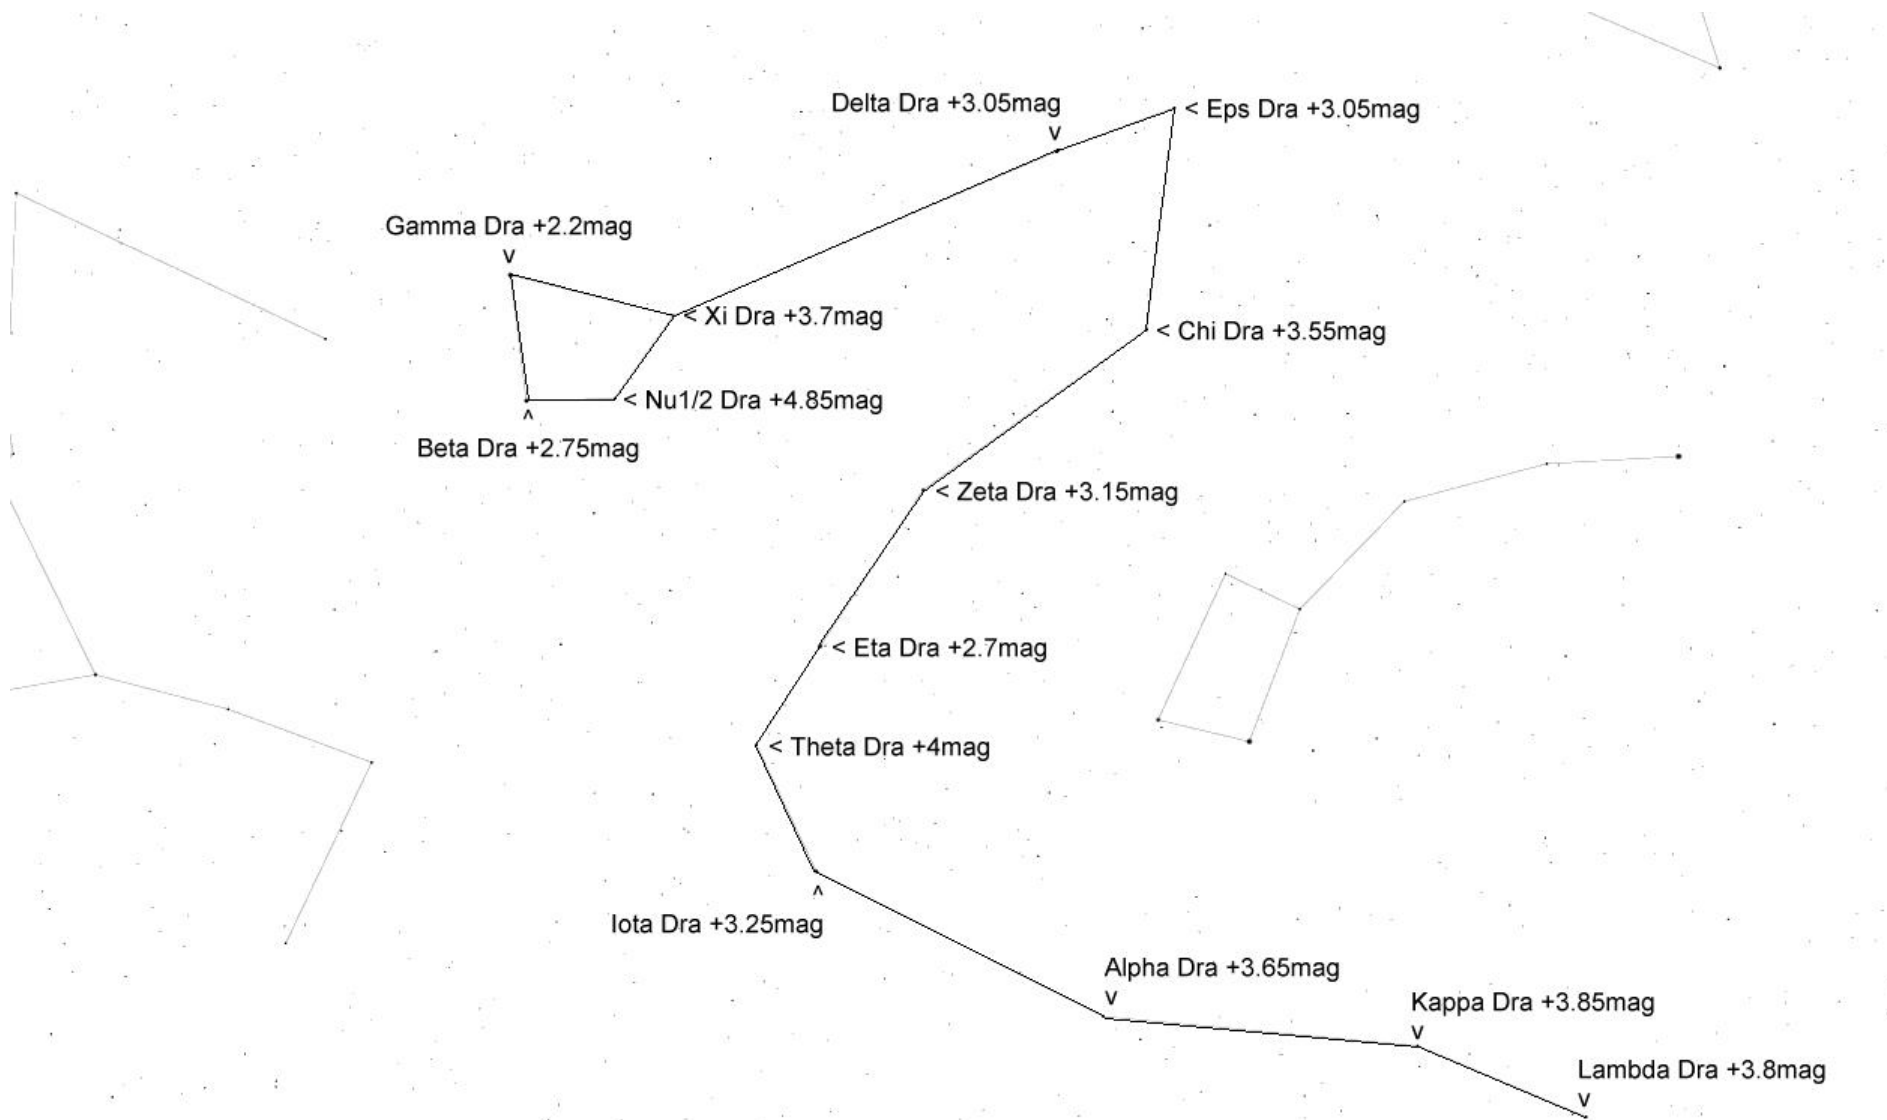 Delta Dra +3.05mag
v
< Eps Dra +3.05mag
Gamma Dra +2.2mag
v
< Xi Dra +3.7mag
< Chi Dra +3.55mag
< Nu1/2 Dra +4.85mag
^
Beta Dra +2.75mag
< Zeta Dra +3.15mag
< Eta Dra +2.7mag
< Theta Dra +4mag
^
Iota Dra +3.25mag
Alpha Dra +3.65mag
v
Kappa Dra +3.85mag
v
Lambda Dra +3.8mag
v